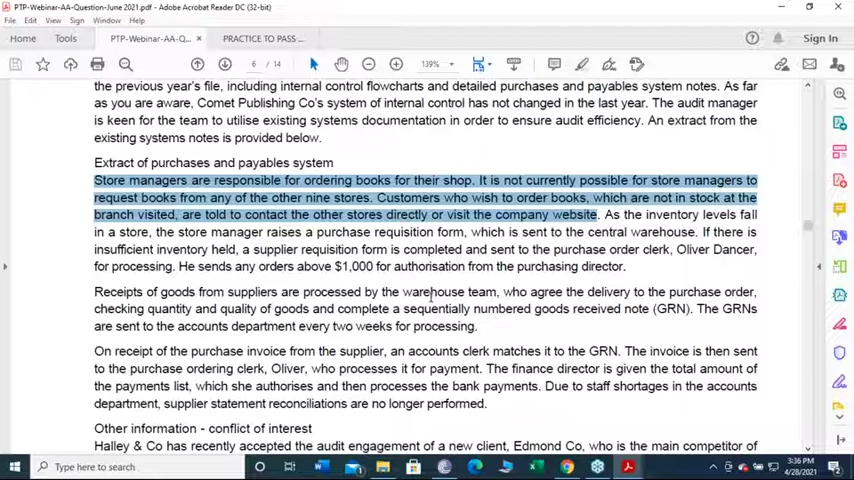 PTP-Webinar-AA-Question-June 2021.pdf - Adobe Acrobat Reader DC (32-bit)
File Edit View Sign Window Help
Home Tools PTP-Webinar-AA-Q... × PRACTICE TO PASS ... Sign In
6 / 14 139%
the previous year's file, including internal control flowcharts and detailed purchases and payables system notes. As far
as you are aware, Comet Publishing Co's system of internal control has not changed in the last year. The audit manager
is keen for the team to utilise existing systems documentation in order to ensure audit efficiency. An extract from the
existing systems notes is provided below.
Extract of purchases and payables system
Store managers are responsible for ordering books for their shop. It is not currently possible for store managers to
request books from any of the other nine stores. Customers who wish to order books, which are not in stock at the
branch visited, are told to contact the other stores directly or visit the company website. As the inventory levels fall
in a store, the store manager raises a purchase requisition form, which is sent to the central warehouse. If there is
insufficient inventory held, a supplier requisition form is completed and sent to the purchase order clerk, Oliver Dancer,
for processing. He sends any orders above $1,000 for authorisation from the purchasing director.
Receipts of goods from suppliers are processed by the warehouse team, who agree the delivery to the purchase order,
checking quantity and quality of goods and complete a sequentially numbered goods received note (GRN). The GRNs
are sent to the accounts department every two weeks for processing.
On receipt of the purchase invoice from the supplier, an accounts clerk matches it to the GRN. The invoice is then sent
to the purchase ordering clerk, Oliver, who processes it for payment. The finance director is given the total amount of
the payments list, which she authorises and then processes the bank payments. Due to staff shortages in the accounts
department, supplier statement reconciliations are no longer performed.
Other information - conflict of interest
Halley & Co has recently accepted the audit engagement of a new client, Edmond Co, who is the main competitor of
Type here to search
3:36 PM
4/28/2021